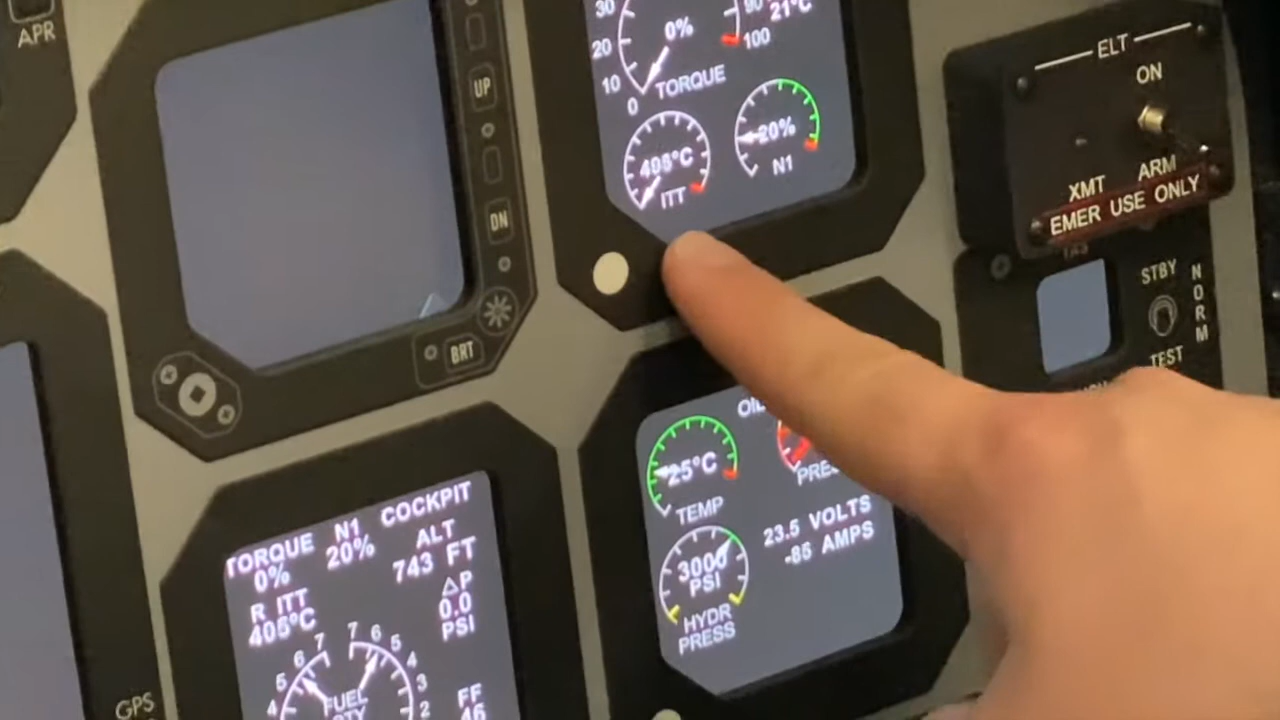 APR
UP
DN
BRT
30
20
10
0
0%
90
100
21°C
TORQUE
405°C
ITT
20%
N1
ELT
ON
XMT
ARM
EMER USE ONLY
STBY
NORM
TEST
OIL
25°C
TEMP
PRES
3000
PSI
HYDR
PRESS
23.5 VOLTS
-85 AMPS
TORQUE
0%
N1
20%
COCKPIT
ALT
743 FT
R ITT
405°C
ΔP
0.0
PSI
7
6
5
4
7
6
5
4
3
2
FUEL
QTY
FF
46
GPS